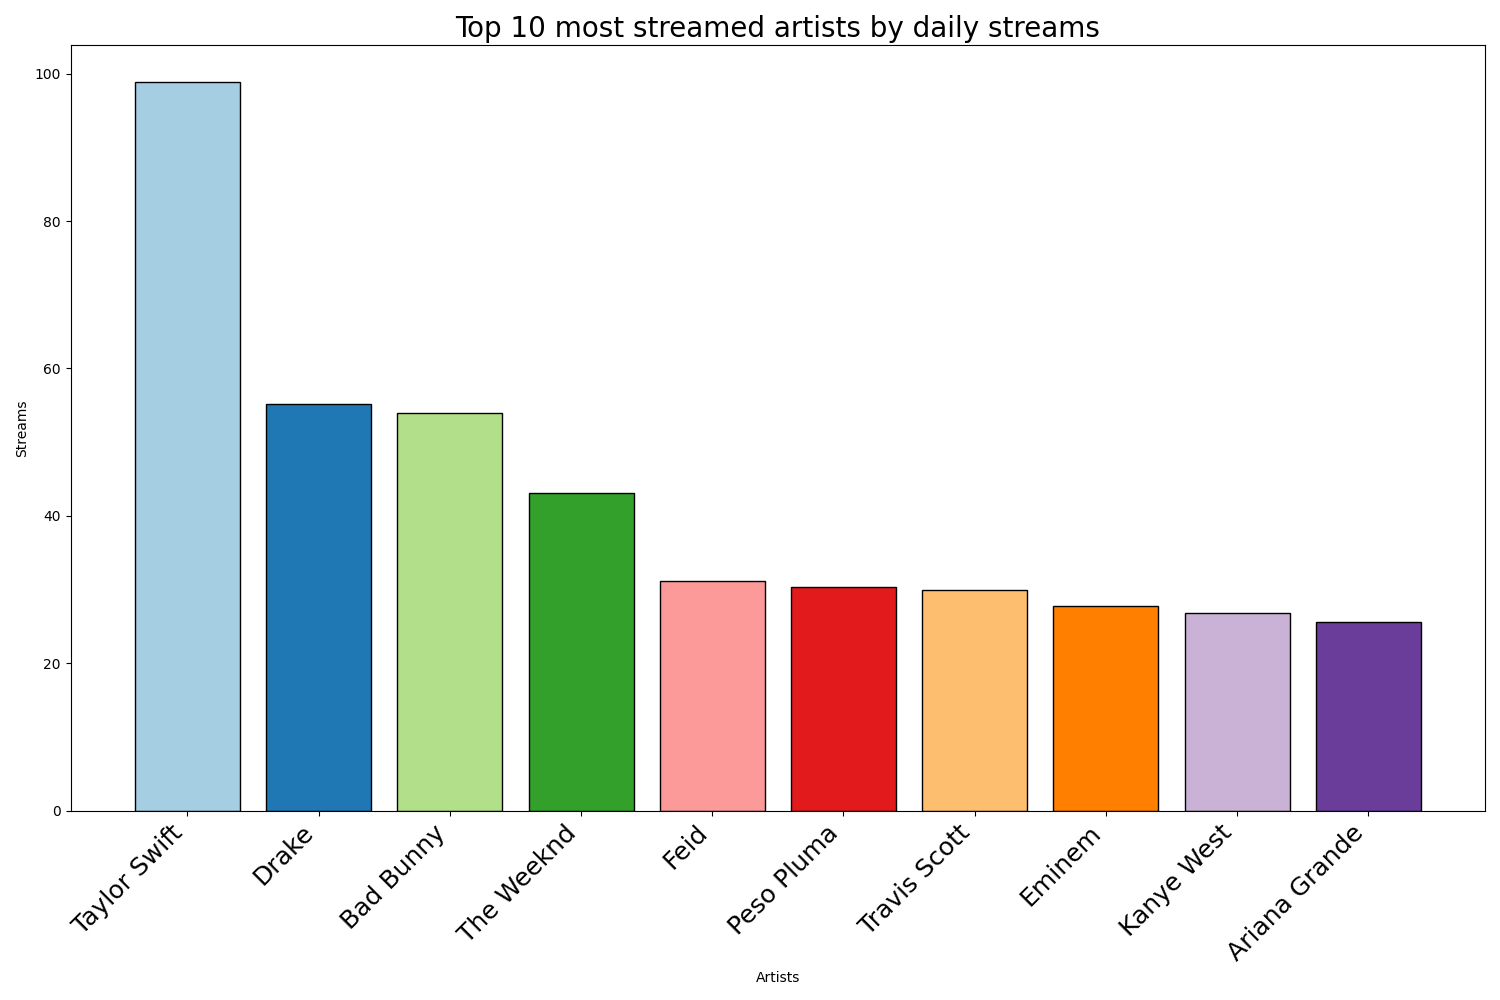 Top 10 most streamed artists by daily streams
100
80
60
40
20
0
Streams
Taylor Swift
Drake
Bad Bunny
The Weeknd
Feid
Peso Pluma
Travis Scott
Eminem
Kanye West
Ariana Grande
Artists